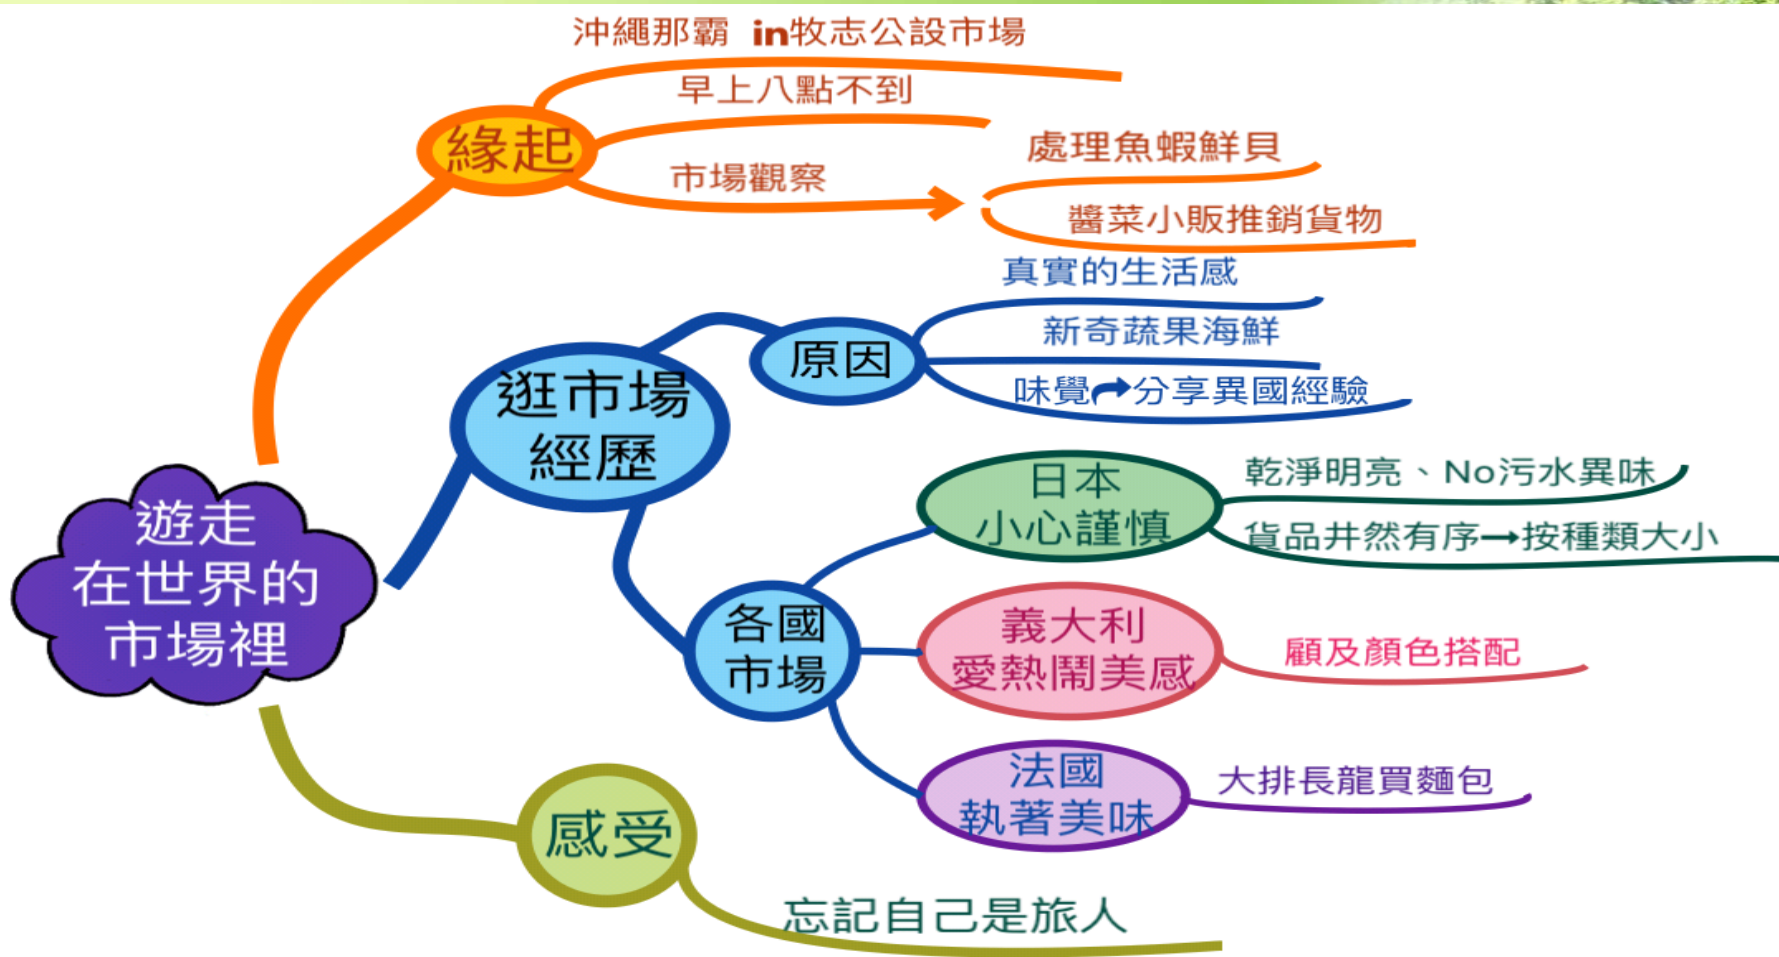 沖繩那霸 in牧志公設市場
早上八點不到
緣起
市場觀察
處理魚蝦鮮貝
醬菜小販推銷貨物
遊走
在世界的
市場裡
逛市場
經歷
原因
真實的生活感
新奇蔬果海鮮
味覺➦分享異國經驗
各國
市場
日本
小心謹慎
乾淨明亮、No污水異味
貨品井然有序→按種類大小
義大利
愛熱鬧美感
顧及顏色搭配
法國
執著美味
大排長龍買麵包
感受
忘記自己是旅人